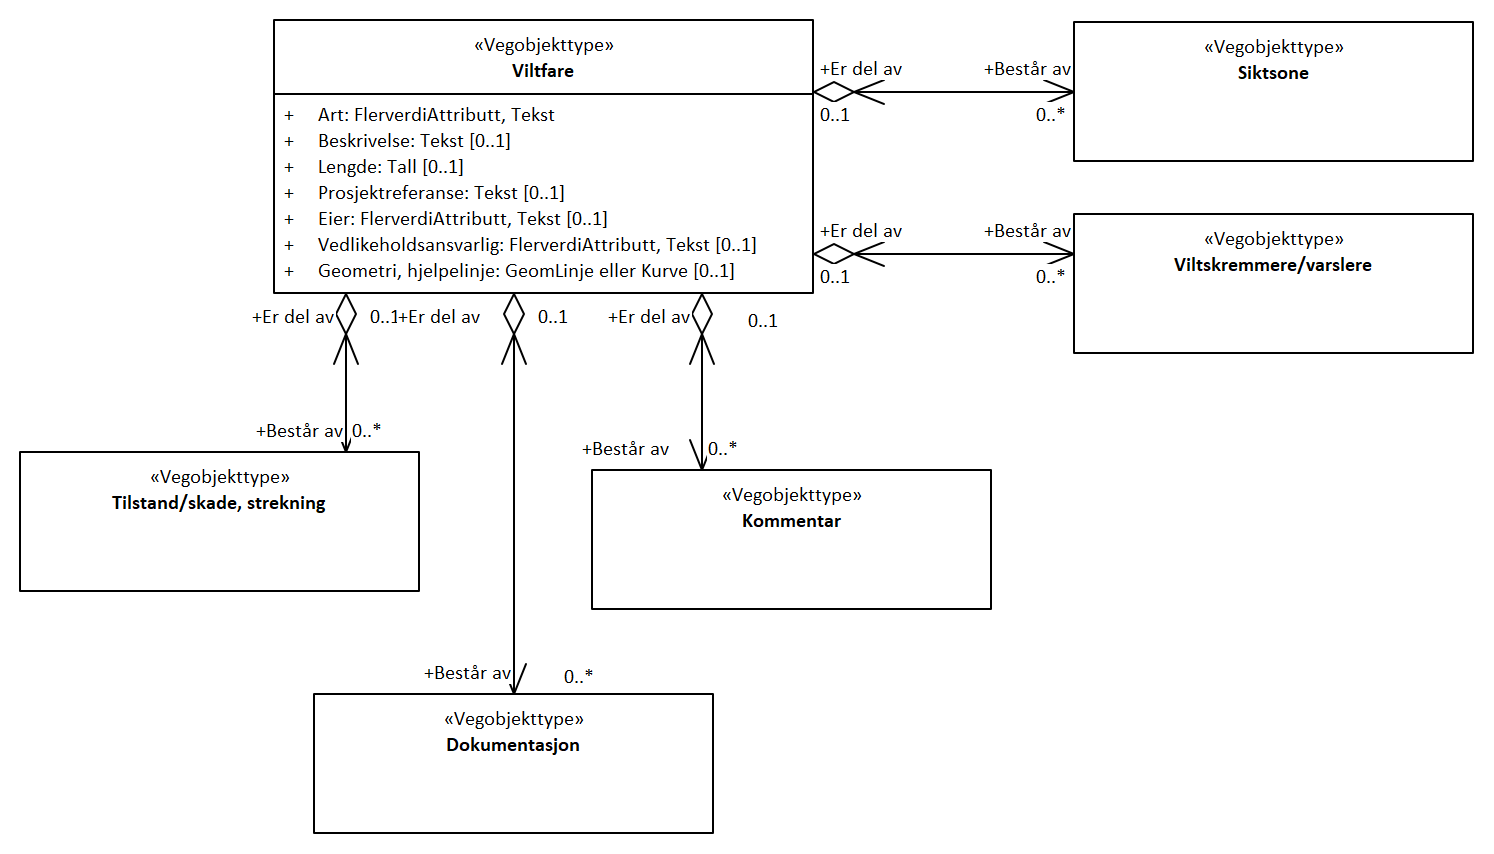 «Vegobjekttype»
Viltfare
+ Art: FlerverdiAttributt, Tekst
+ Beskrivelse: Tekst [0..1]
+ Lengde: Tall [0..1]
+ Prosjektreferanse: Tekst [0..1]
+ Eier: FlerverdiAttributt, Tekst [0..1]
+ Vedlikeholdsansvarlig: FlerverdiAttributt, Tekst [0..1]
+ Geometri, hjelpelinje: GeomLinje eller Kurve [0..1]
+Er del av
0..1
+Består av
0..*
«Vegobjekttype»
Siktsone
+Er del av
0..1
+Består av
0..*
«Vegobjekttype»
Viltskremmere/varslere
+Er del av
0..1
+Er del av
0..1
+Er del av
0..1
+Består av
0..*
«Vegobjekttype»
Tilstand/skade, strekning
+Består av
0..*
«Vegobjekttype»
Kommentar
+Består av
0..*
«Vegobjekttype»
Dokumentasjon